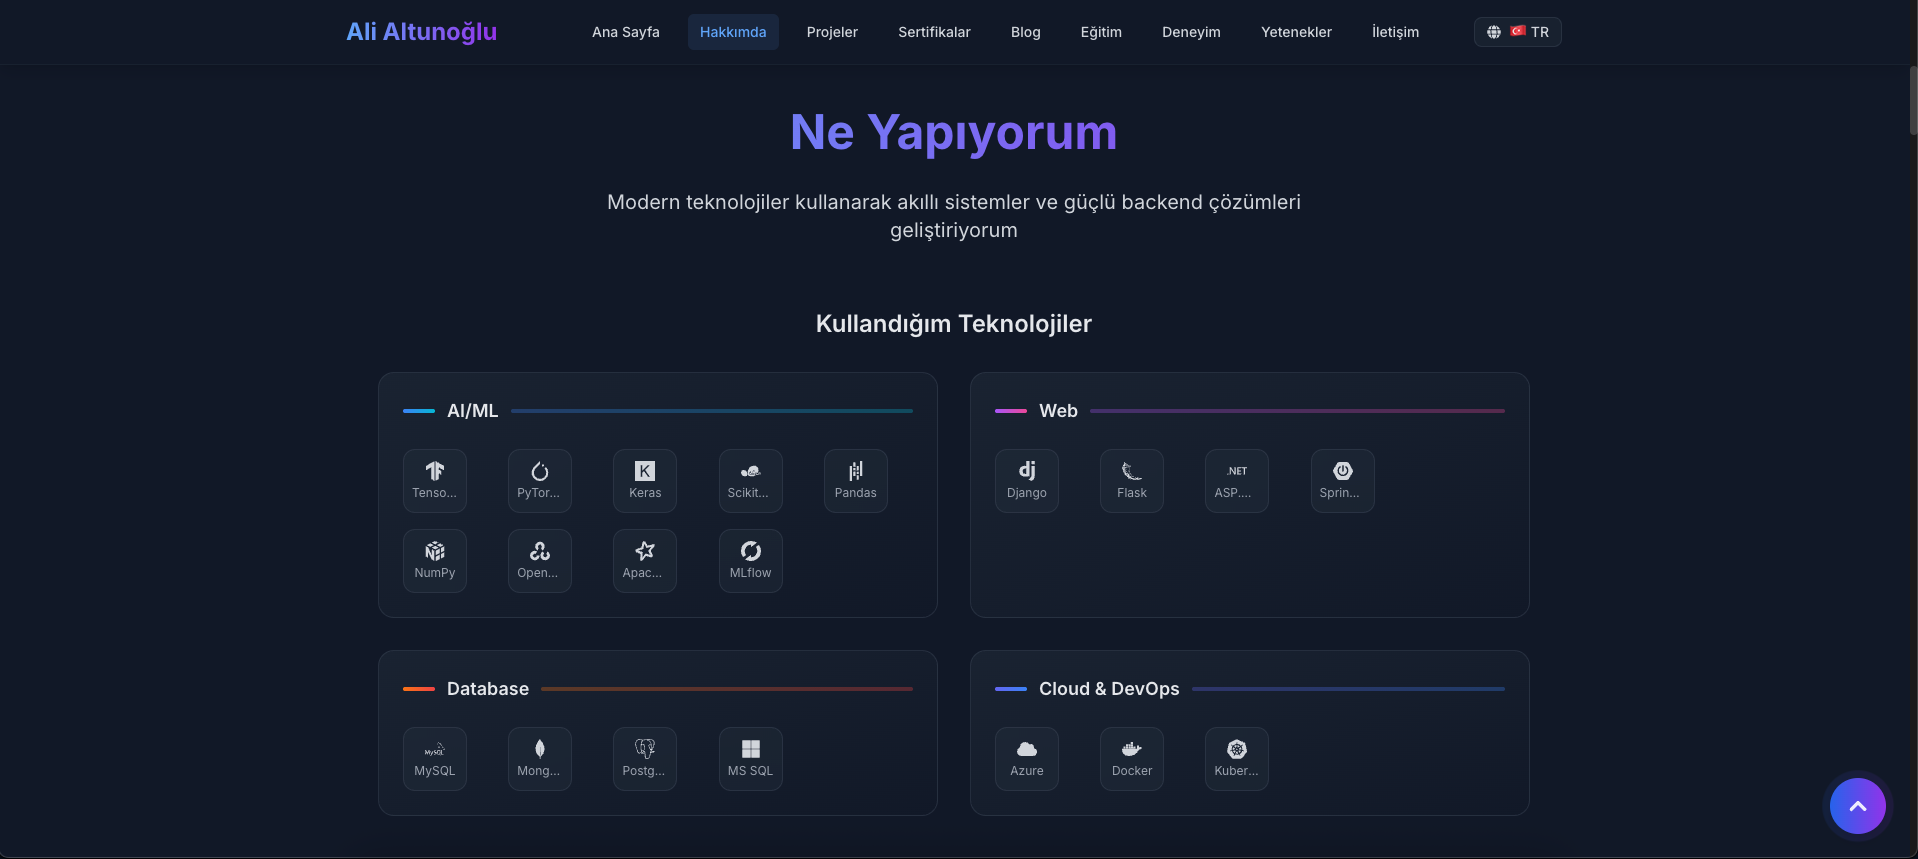 Ali Altunoğlu
Ana Sayfa
Hakkımda
Projeler
Sertifikalar
Blog
Eğitim
Deneyim
Yetenekler
İletişim
TR
Ne Yapıyorum
Modern teknolojiler kullanarak akıllı sistemler ve güçlü backend çözümleri
geliştiriyorum
Kullandığım Teknolojiler
AI/ML
Tenso...
PyTor...
K
Keras
Scikit...
Pandas
NumPy
Open...
Apac...
MLflow
Web
dj
Django
Flask
.NET
ASP....
Sprin...
Database
MySQL
MySQL
Mong...
Postg...
MS SQL
Cloud & DevOps
Azure
Docker
Kuber...